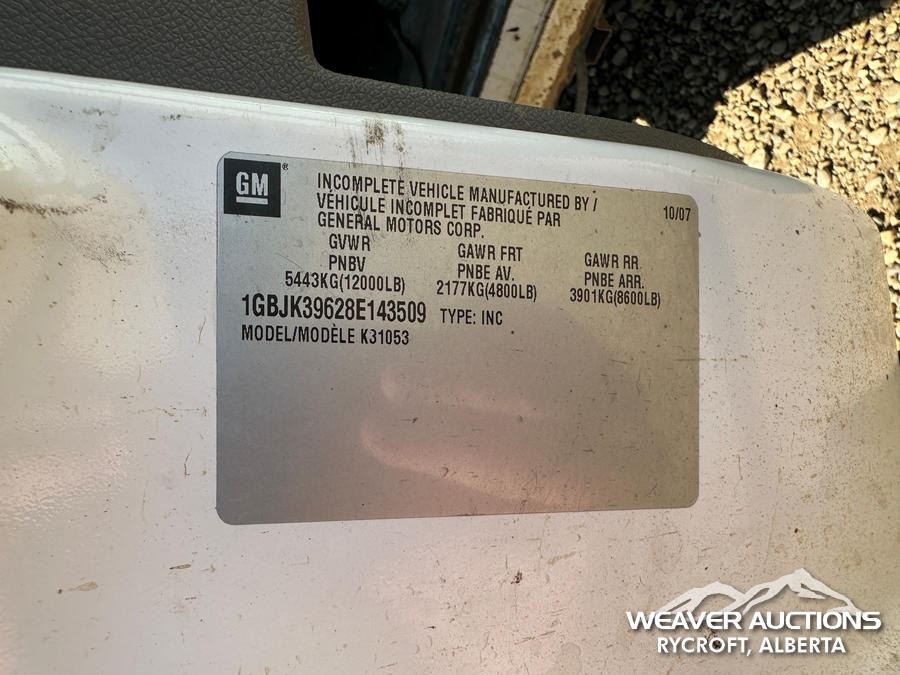 GM ®
INCOMPLETE VEHICLE MANUFACTURED BY /
VÉHICULE INCOMPLET FABRIQUÉ PAR
GENERAL MOTORS CORP.
10/07
GVWR GAWR FRT GAWR RR
PNBV PNBE AV. PNBE ARR.
5443KG(12000LB) 2177KG(4800LB) 3901KG(8600LB)
1GBJK39628E143509 TYPE: INC
MODEL/MODÈLE K31053
WEAVER AUCTIONS
RYCROFT, ALBERTA